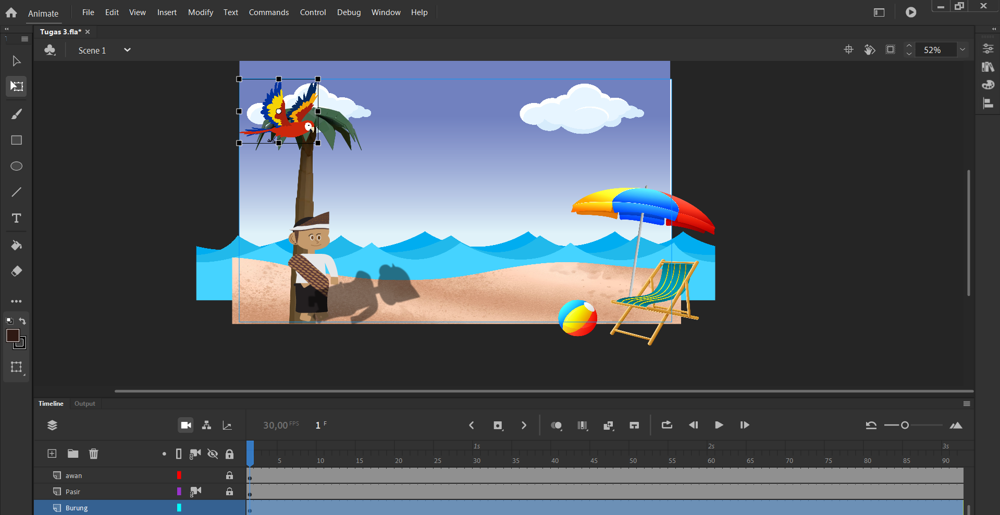 Animate File Edit View Insert Modify Text Commands Control Debug Window Help
Tugas 3.fla*
Scene 1
52%
T
Timeline Output
30,00 FPS 1 F
1s 2s 3s
5 10 15 20 25 30 35 40 45 50 55 60 65 70 75 80 85 90
awan
Pasir
Burung